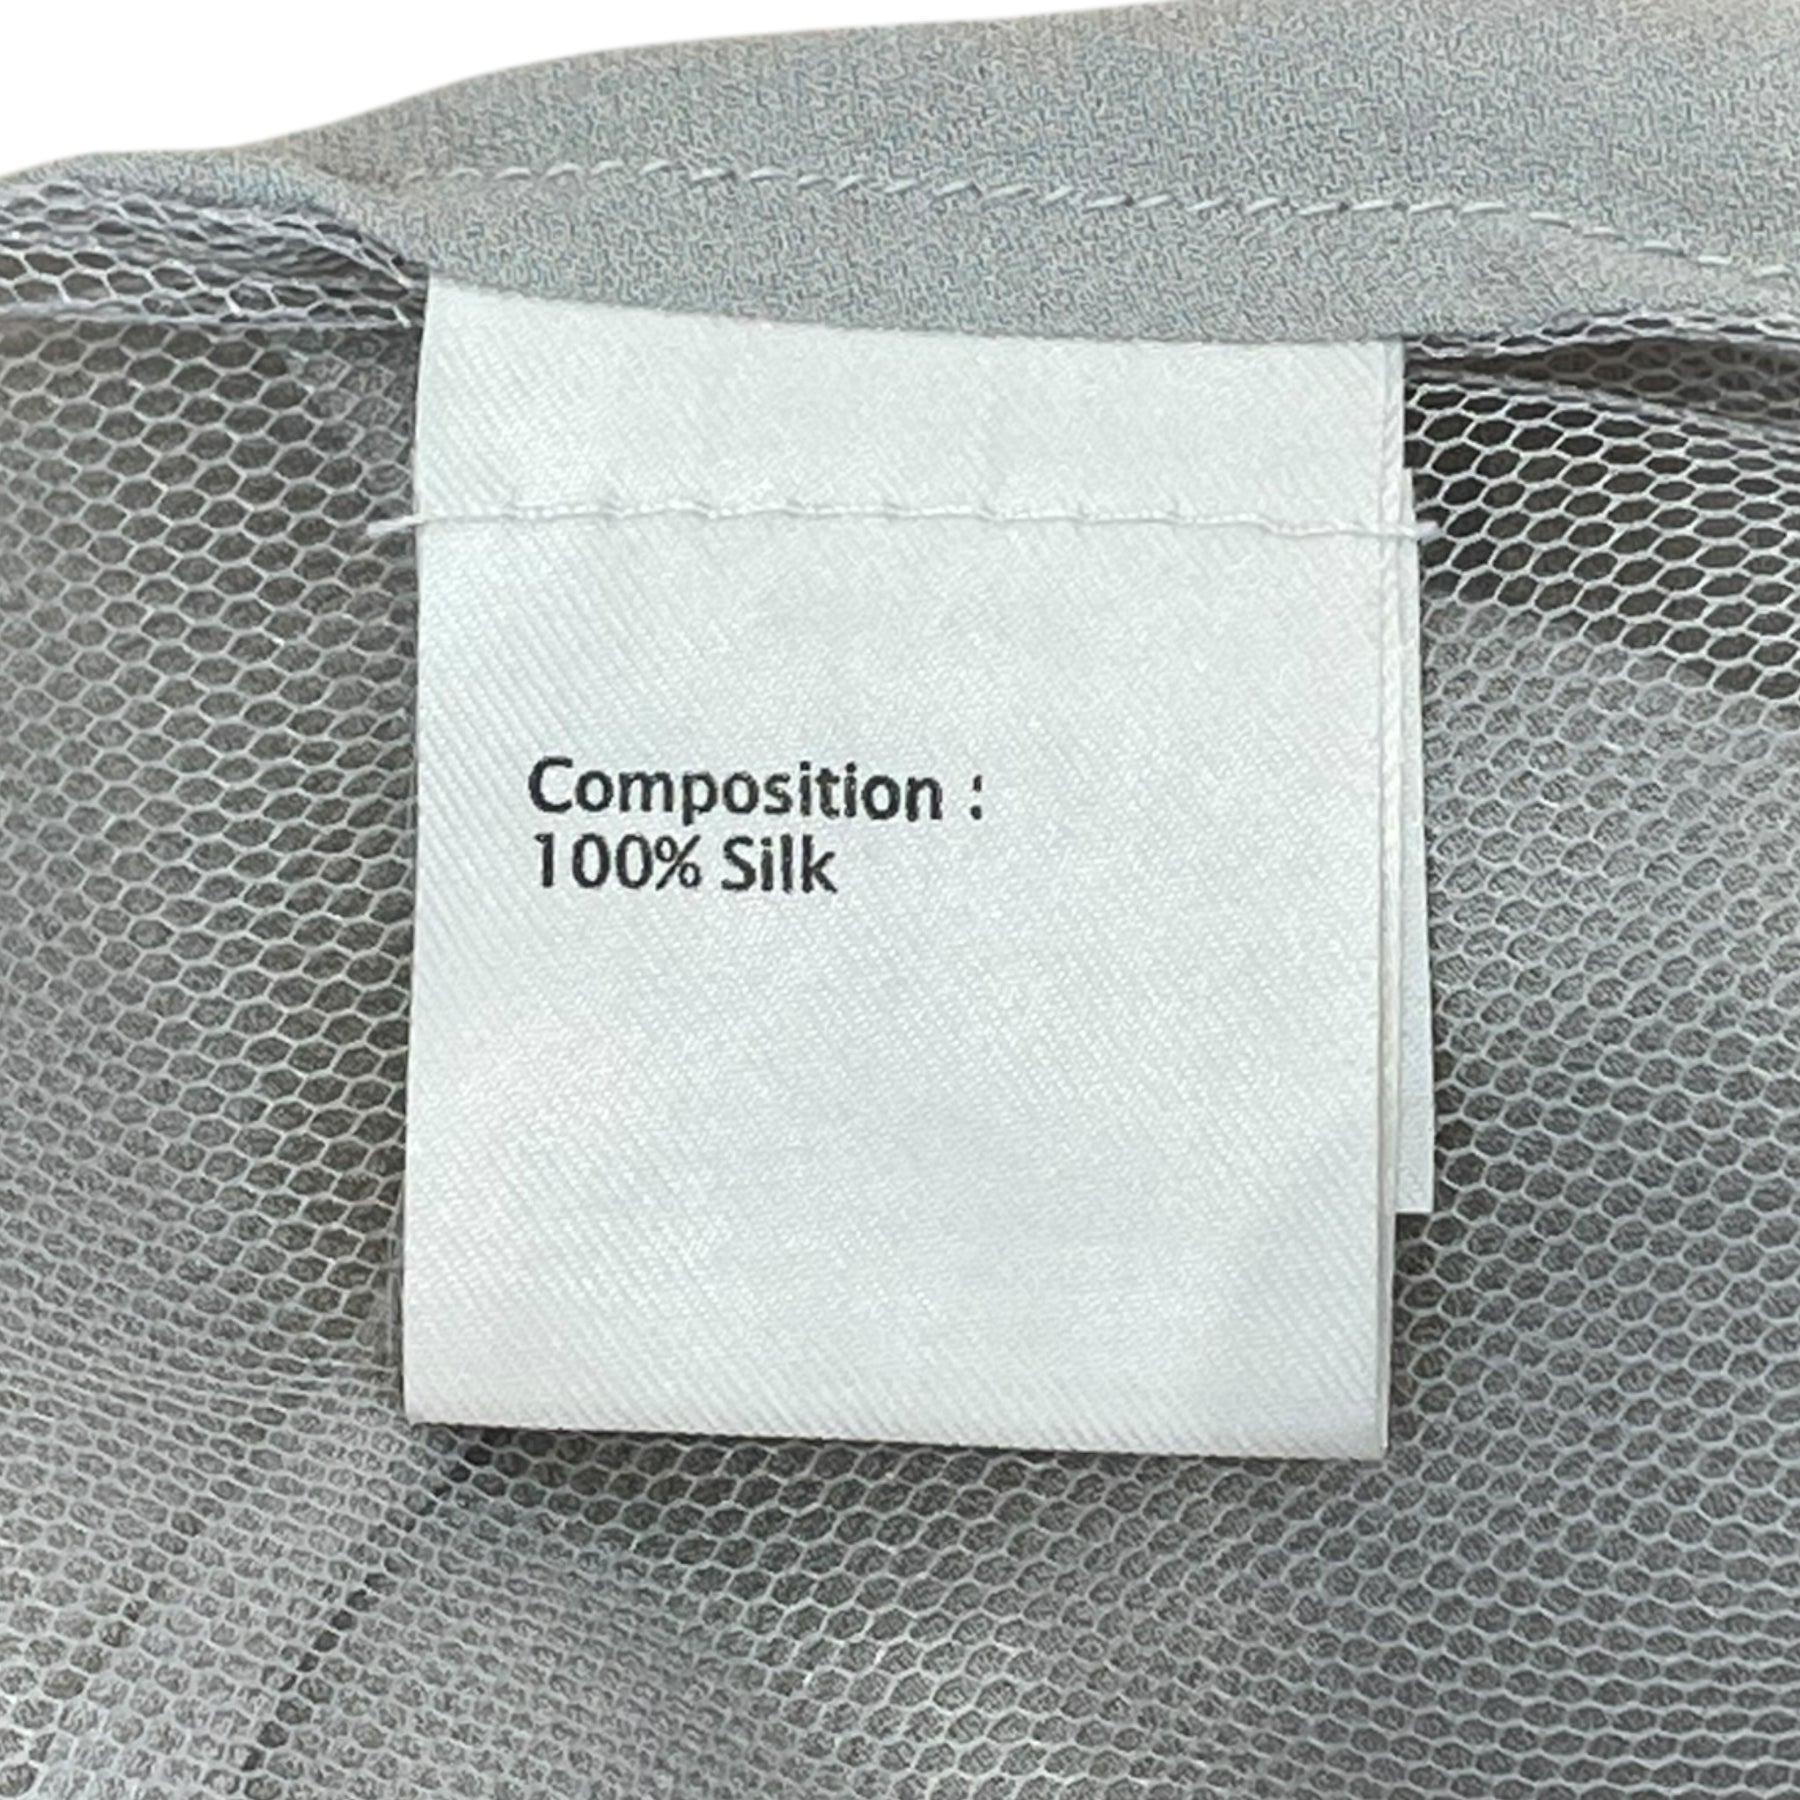 Composition :
100% Silk